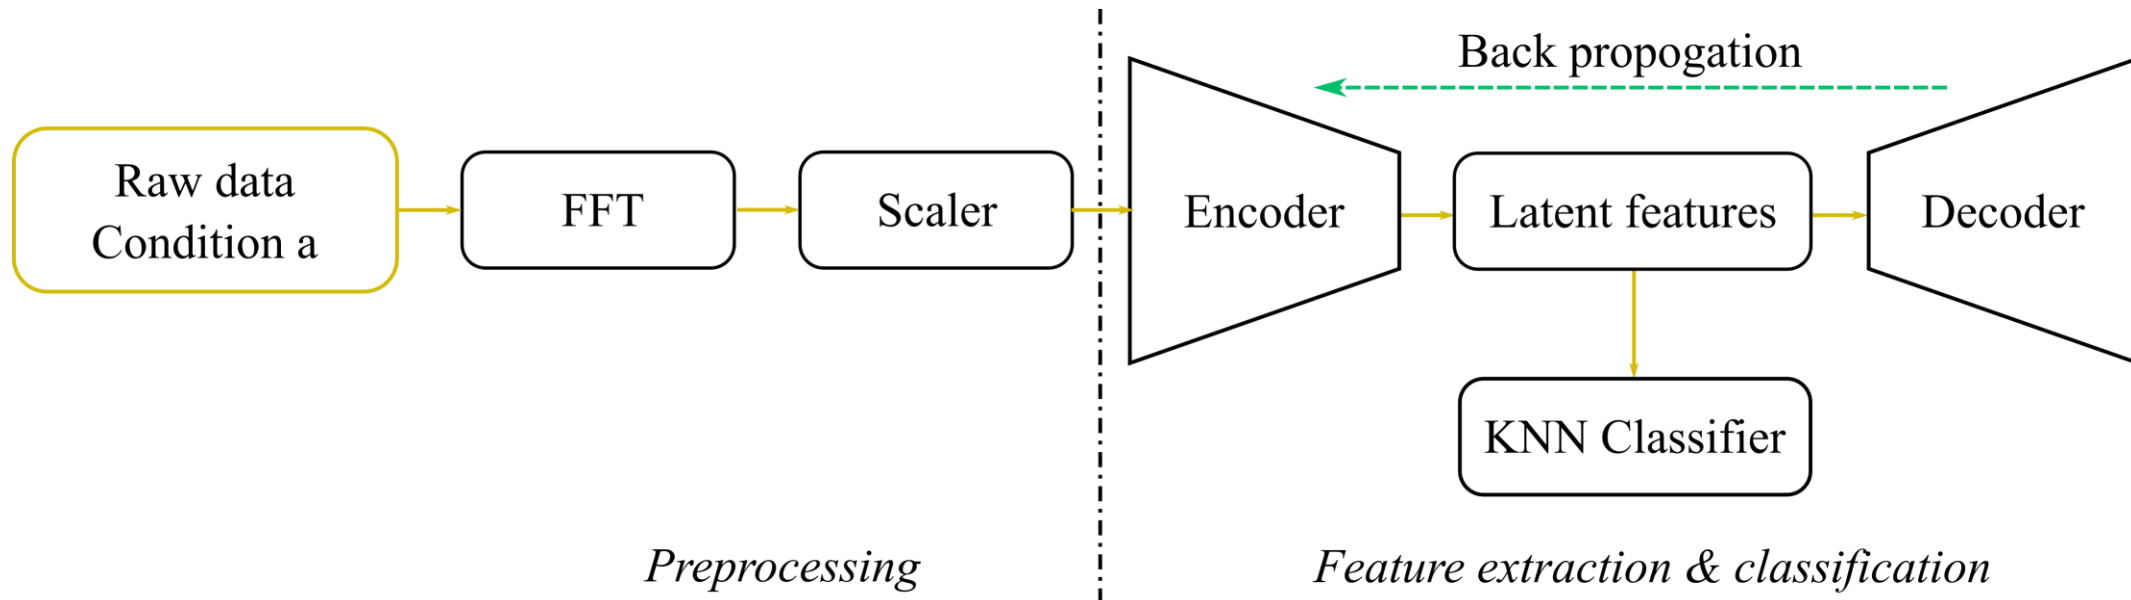 Back propogation
Raw data
Condition a
FFT
Scaler
Encoder
Latent features
Decoder
KNN Classifier
Preprocessing
Feature extraction & classification